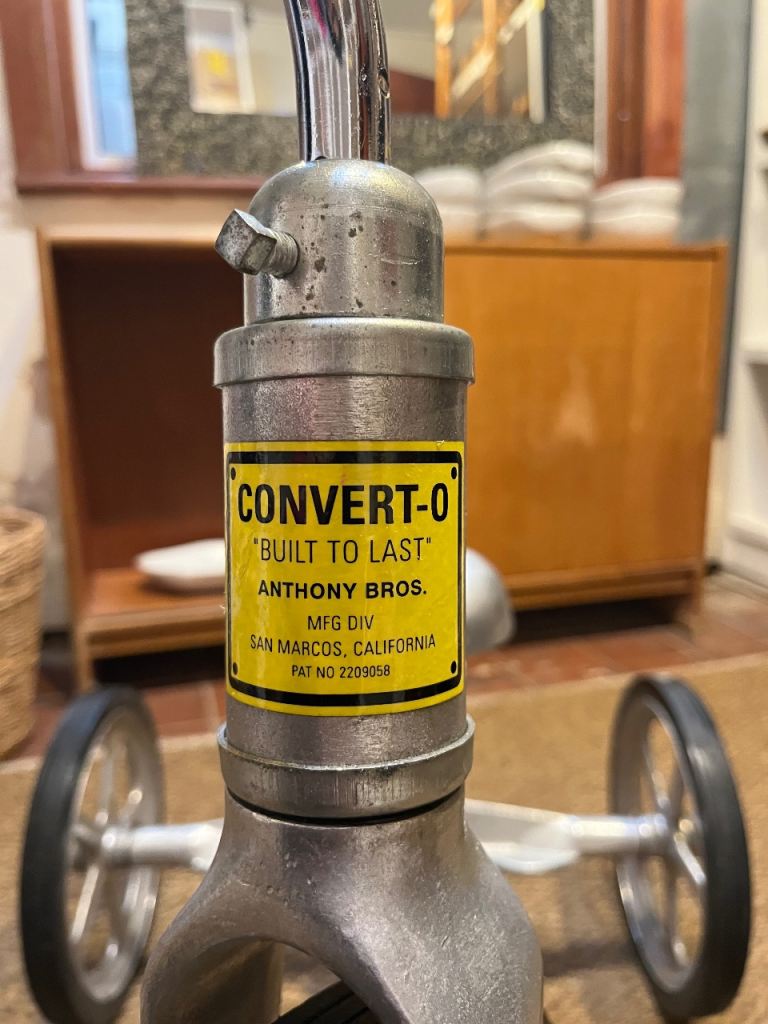 CONVERT-O
"BUILT TO LAST"
ANTHONY BROS.
MFG DIV
SAN MARCOS, CALIFORNIA
PAT NO 2209058